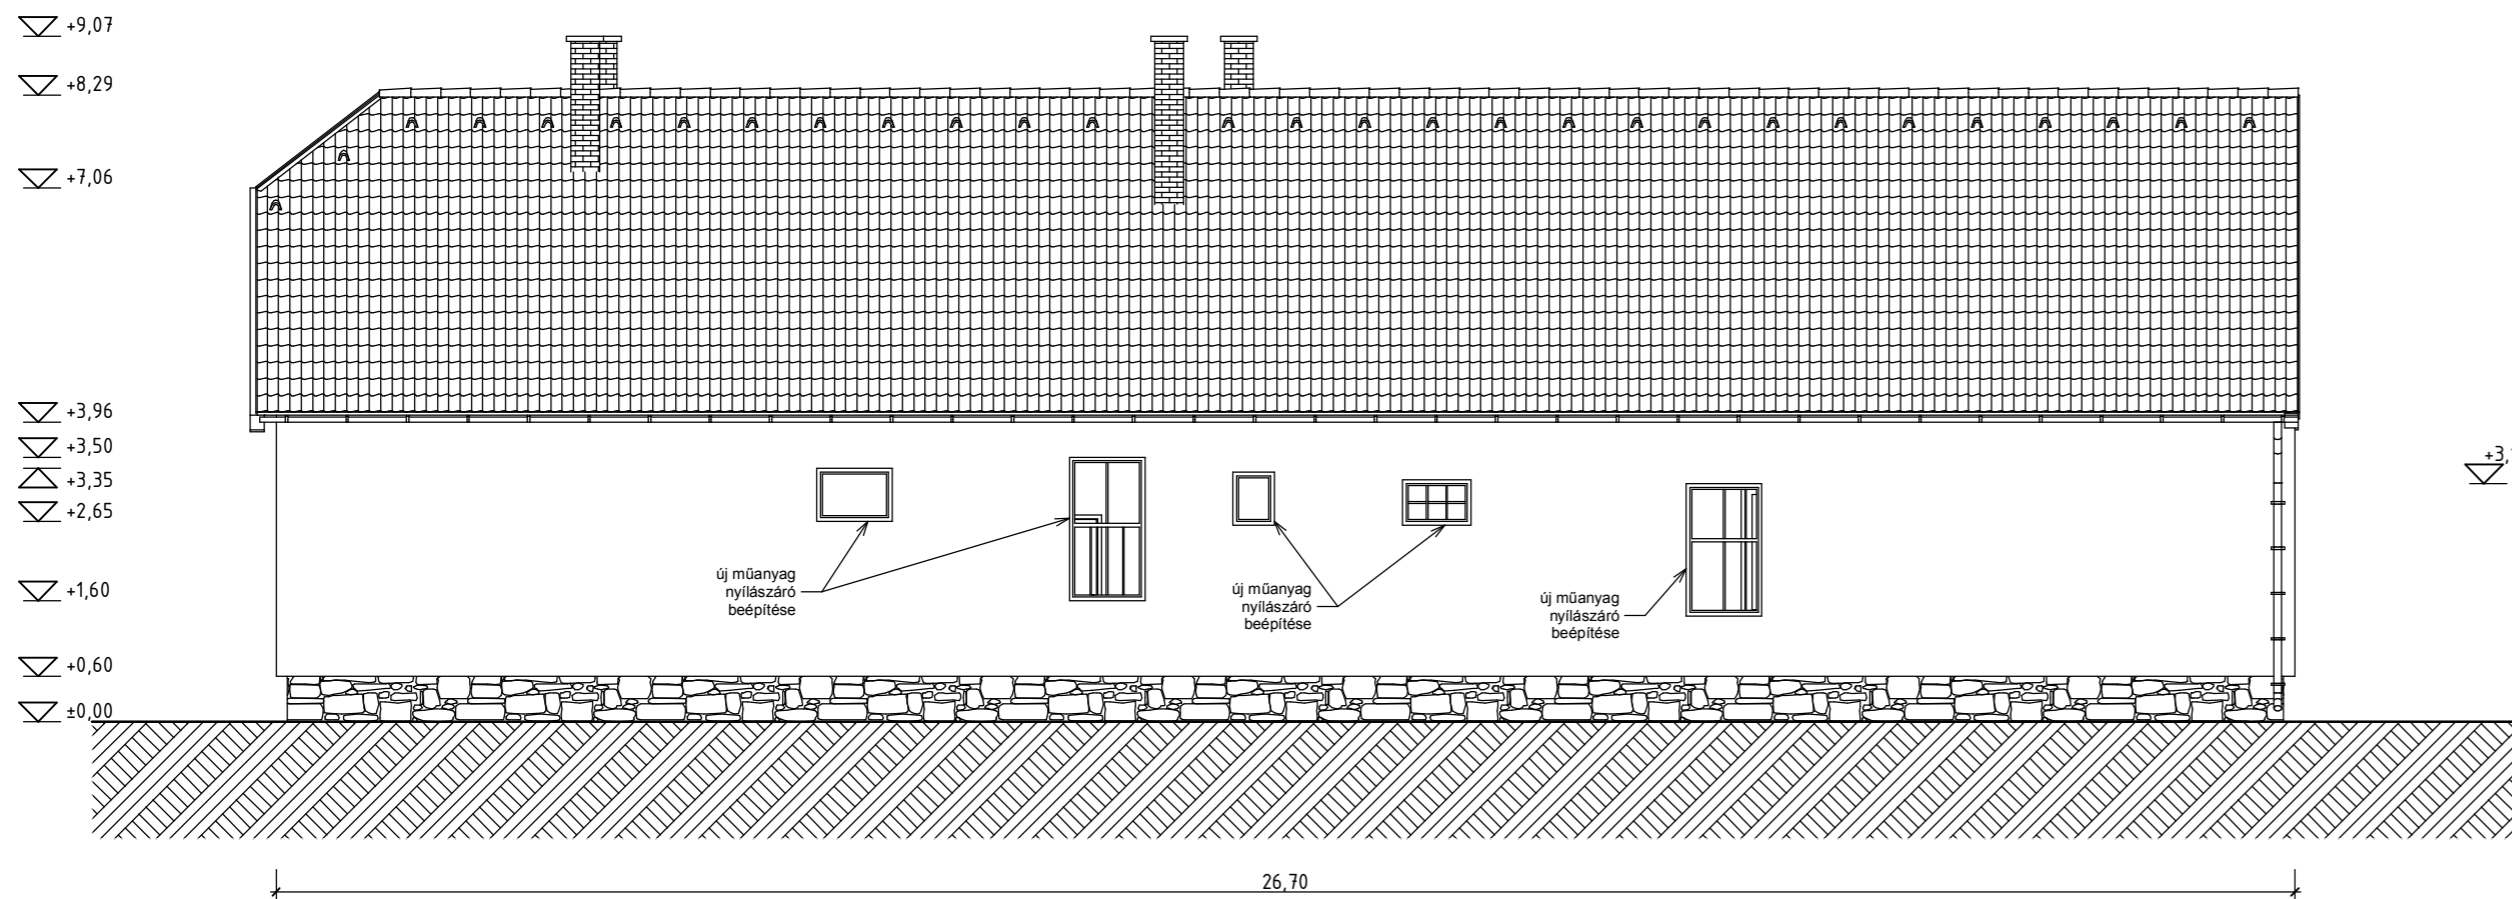 +9,07
+8,29
+7,06
+3,96
+3,50
+3,35
+2,65
+1,60
+0,60
±0,00
új műanyag
nyílászáró
beépítése
új műanyag
nyílászáró
beépítése
új műanyag
nyílászáró
beépítése
26,70